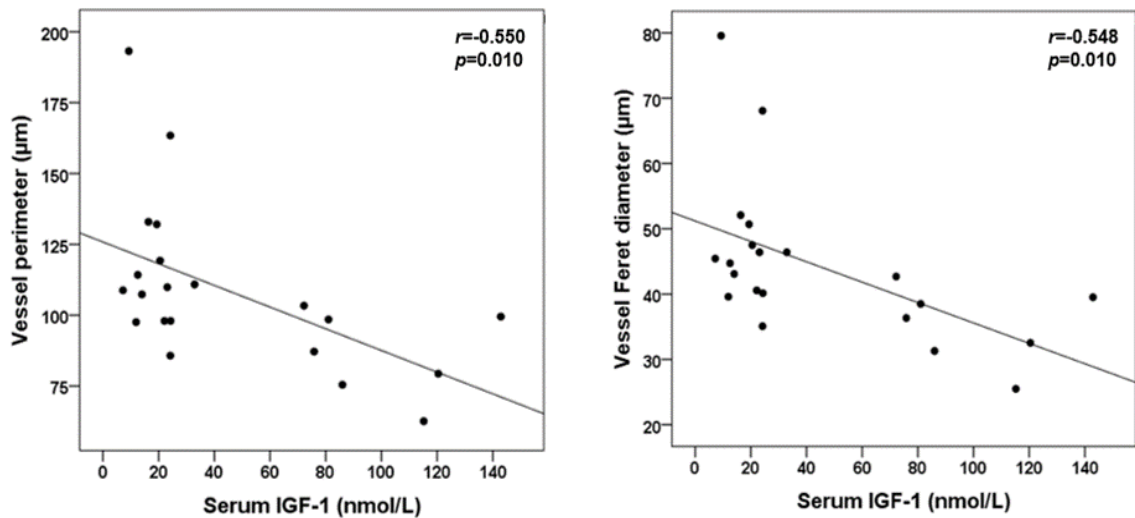 r=-0.550
p=0.010
200
175
150
125
100
75
Vessel perimeter (µm)
0 20 40 60 80 100 120 140
Serum IGF-1 (nmol/L)
r=-0.548
p=0.010
80
70
60
50
40
30
20
Vessel Feret diameter (µm)
0 20 40 60 80 100 120 140
Serum IGF-1 (nmol/L)